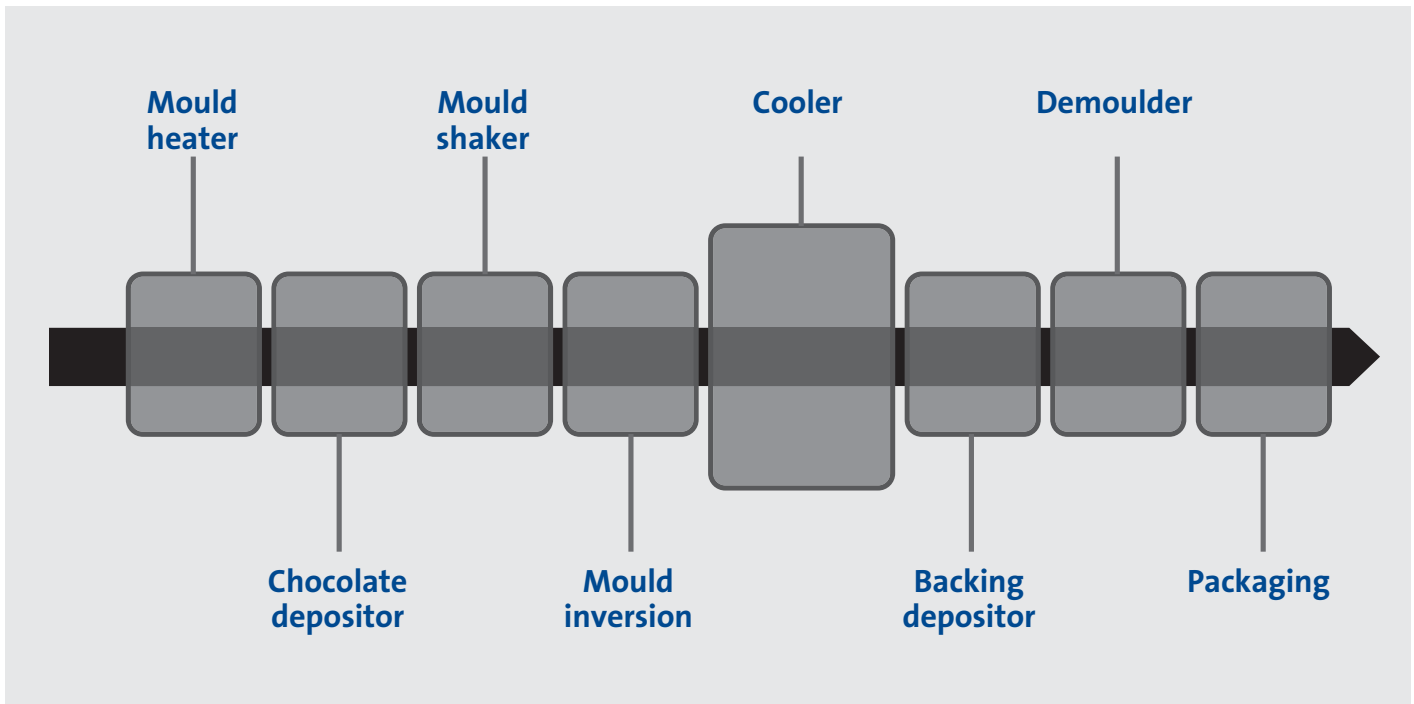 Mould
heater
Mould
shaker
Cooler
Demoulder
Chocolate
depositor
Mould
inversion
Backing
depositor
Packaging